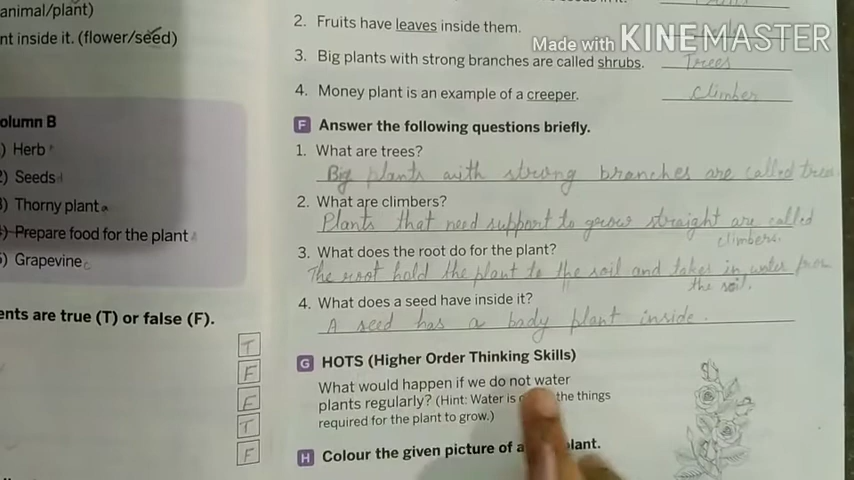 animal/plant)
nt inside it. (flower/seed)
olumn B
) Herb
2) Seeds
3) Thorny plant
4) Prepare food for the plant
5) Grapevine
ents are true (T) or false (F).
T
F
F
T
F
2. Fruits have leaves inside them.
Made with KINEMASTER
3. Big plants with strong branches are called shrubs. Trees
4. Money plant is an example of a creeper. Climber
F Answer the following questions briefly.
1. What are trees?
Big plants with strong branches are called trees
2. What are climbers?
Plants that need support to grow straight are called
climbers.
3. What does the root do for the plant?
The root hold the plant to the soil and takes in water from
the soil.
4. What does a seed have inside it?
A seed has a bady plant inside.
G HOTS (Higher Order Thinking Skills)
What would happen if we do not water
plants regularly? (Hint: Water is the things
required for the plant to grow.)
H Colour the given picture of a plant.